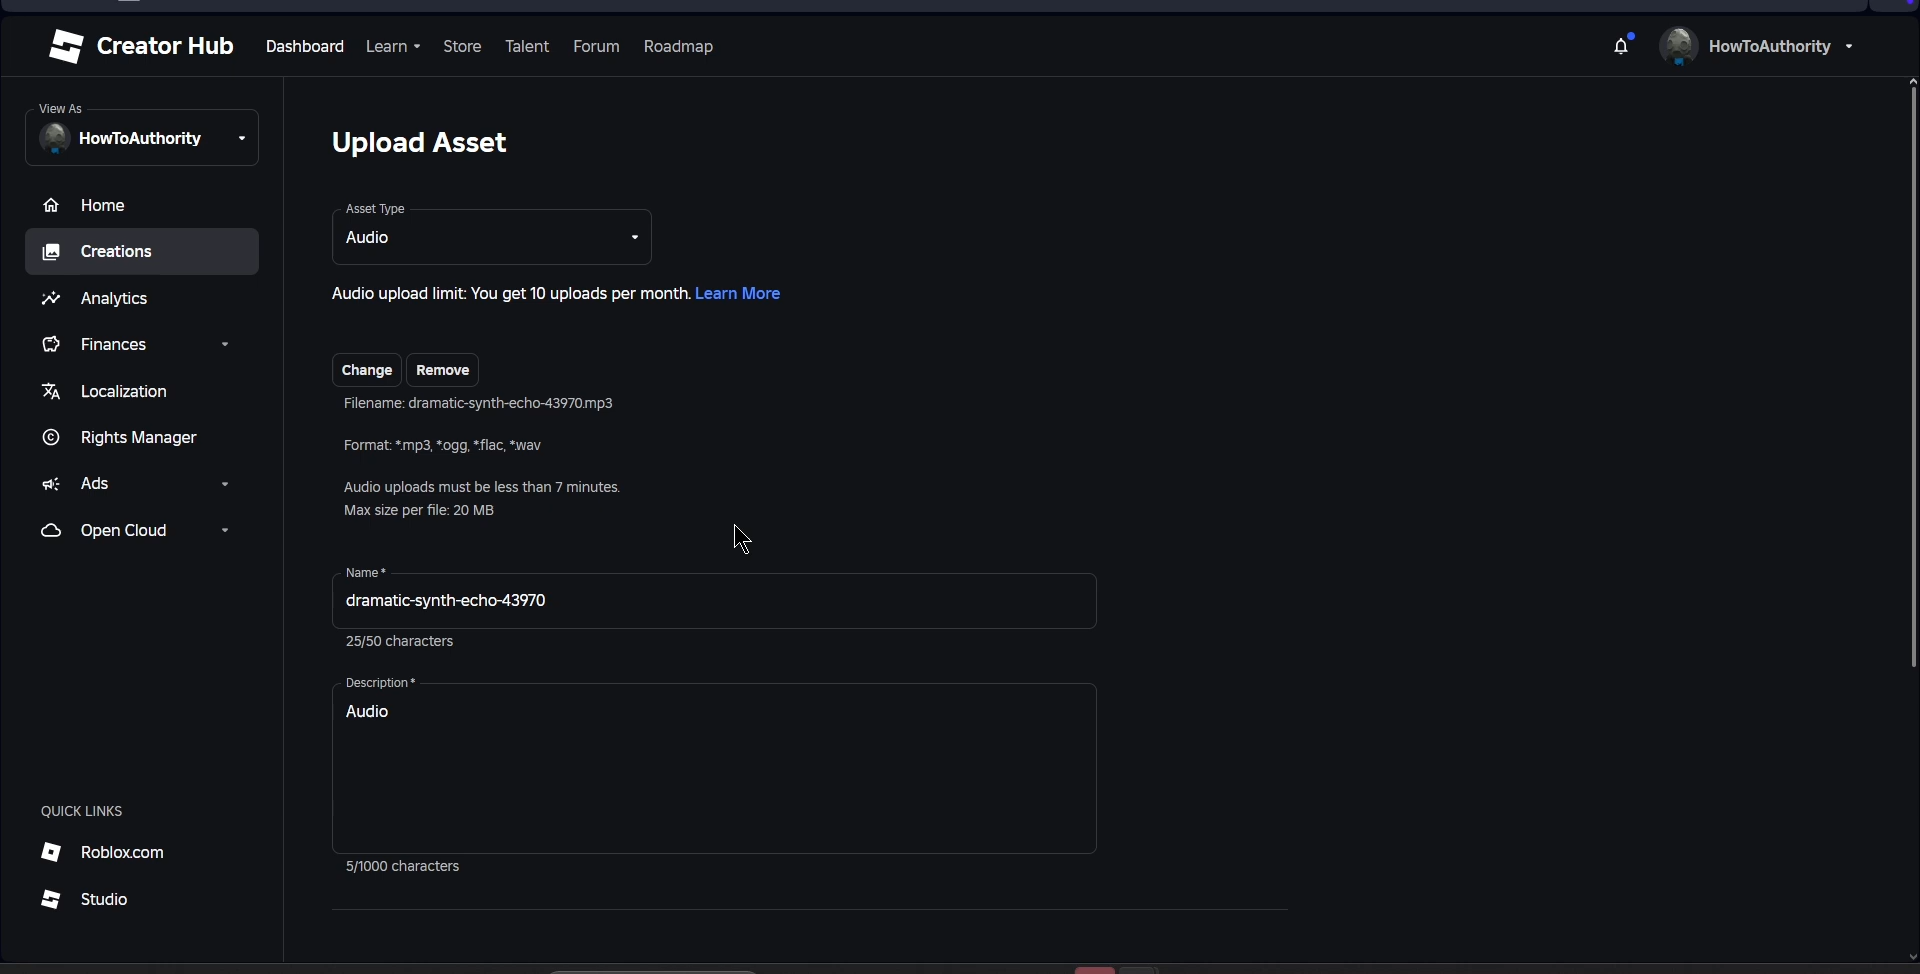 Creator Hub
Dashboard
Learn
Store
Talent
Forum
Roadmap
HowToAuthority
View As
HowToAuthority
Home
Creations
Analytics
Finances
Localization
Rights Manager
Ads
Open Cloud
QUICK LINKS
Roblox.com
Studio
Upload Asset
Asset Type
Audio
Audio upload limit: You get 10 uploads per month. Learn More
Change
Remove
Filename: dramatic-synth-echo-43970.mp3
Format: *.mp3, *.ogg, *.flac, *.wav
Audio uploads must be less than 7 minutes.
Max size per file: 20 MB
Name*
dramatic-synth-echo-43970
25/50 characters
Description*
Audio
5/1000 characters